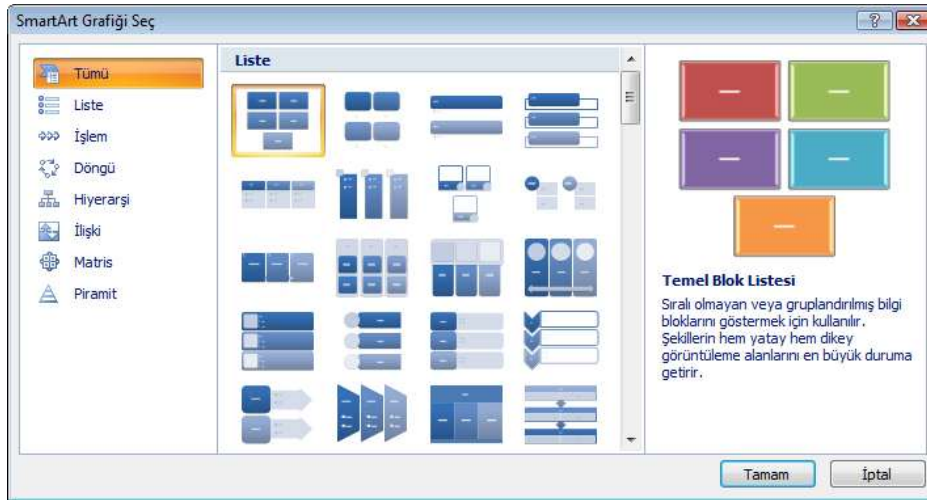 SmartArt Grafiği Seç
Tümü
Liste
İşlem
Döngü
Hiyerarşi
İlişki
Matris
Piramit
Liste
Temel Blok Listesi
Sıralı olmayan veya gruplandırılmış bilgi
bloklarını göstermek için kullanılır.
Şekillerin hem yatay hem dikey
görüntüleme alanlarını en büyük duruma
getirir.
Tamam
İptal